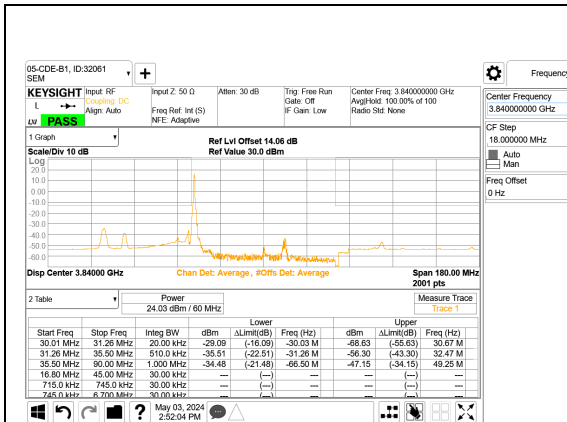 05-CDE-B1, ID:32061
SEM
Frequency
KEYSIGHT
L
LXI
PASS
Input: RF
Coupling: DC
Align: Auto
Input Z: 50 Ω
Freq Ref: Int (S)
NFE: Adaptive
Atten: 30 dB
Trig: Free Run
Gate: Off
IF Gain: Low
Center Freq: 3.840000000 GHz
Avg|Hold: 100.00% of 100
Radio Std: None
Center Frequency
3.840000000 GHz
CF Step
18.000000 MHz
Auto
Man
Freq Offset
0 Hz
1 Graph
Ref Lvl Offset 14.06 dB
Scale/Div 10 dB
Ref Value 30.0 dBm
Log
20.0
10.0
0.00
-10.0
-20.0
-30.0
-40.0
-50.0
-60.0
Disp Center 3.84000 GHz
Chan Det: Average , #Offs Det: Average
Span 180.00 MHz
2001 pts
2 Table
Power
24.03 dBm / 60 MHz
Measure Trace
Trace 1
Lower Upper
Start Freq Stop Freq Integ BW dBm ΔLimit(dB) Freq (Hz) dBm ΔLimit(dB) Freq (Hz)
30.01 MHz 31.26 MHz 20.00 kHz -29.09 (-16.09) -30.03 M -68.63 (-55.63) 30.67 M
31.26 MHz 35.50 MHz 510.0 kHz -35.51 (-22.51) -31.26 M -56.30 (-43.30) 32.47 M
35.50 MHz 90.00 MHz 1.000 MHz -34.48 (-21.48) -66.50 M -47.15 (-34.15) 49.25 M
16.80 MHz 45.00 MHz 30.00 kHz --- (---) --- --- (---) ---
715.0 kHz 745.0 kHz 30.00 kHz --- (---) --- --- (---) ---
745.0 kHz 6.700 MHz 30.00 kHz --- (---) --- --- (---) ---
?
May 03, 2024
2:52:04 PM